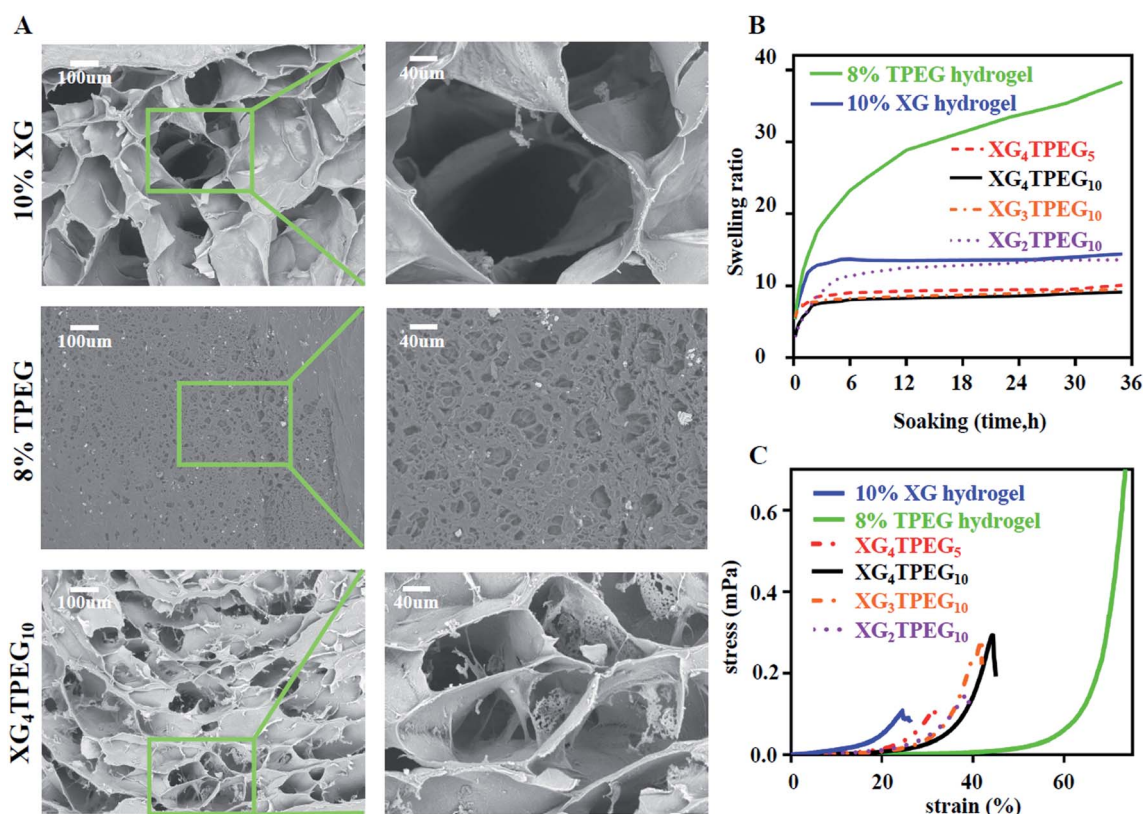 A
10% XG
100um
40um
8% TPEG
100um
40um
XG4TPEG10
100um
40um
B
8% TPEG hydrogel
10% XG hydrogel
XG4TPEG5
XG4TPEG10
XG3TPEG10
XG2TPEG10
40
30
20
10
0
Swelling ratio
0 6 12 18 24 30 36
Soaking (time,h)
C
10% XG hydrogel
8% TPEG hydrogel
XG4TPEG5
XG4TPEG10
XG3TPEG10
XG2TPEG10
0.6
0.4
0.2
0.0
stress (mPa)
0 20 40 60
strain (%)